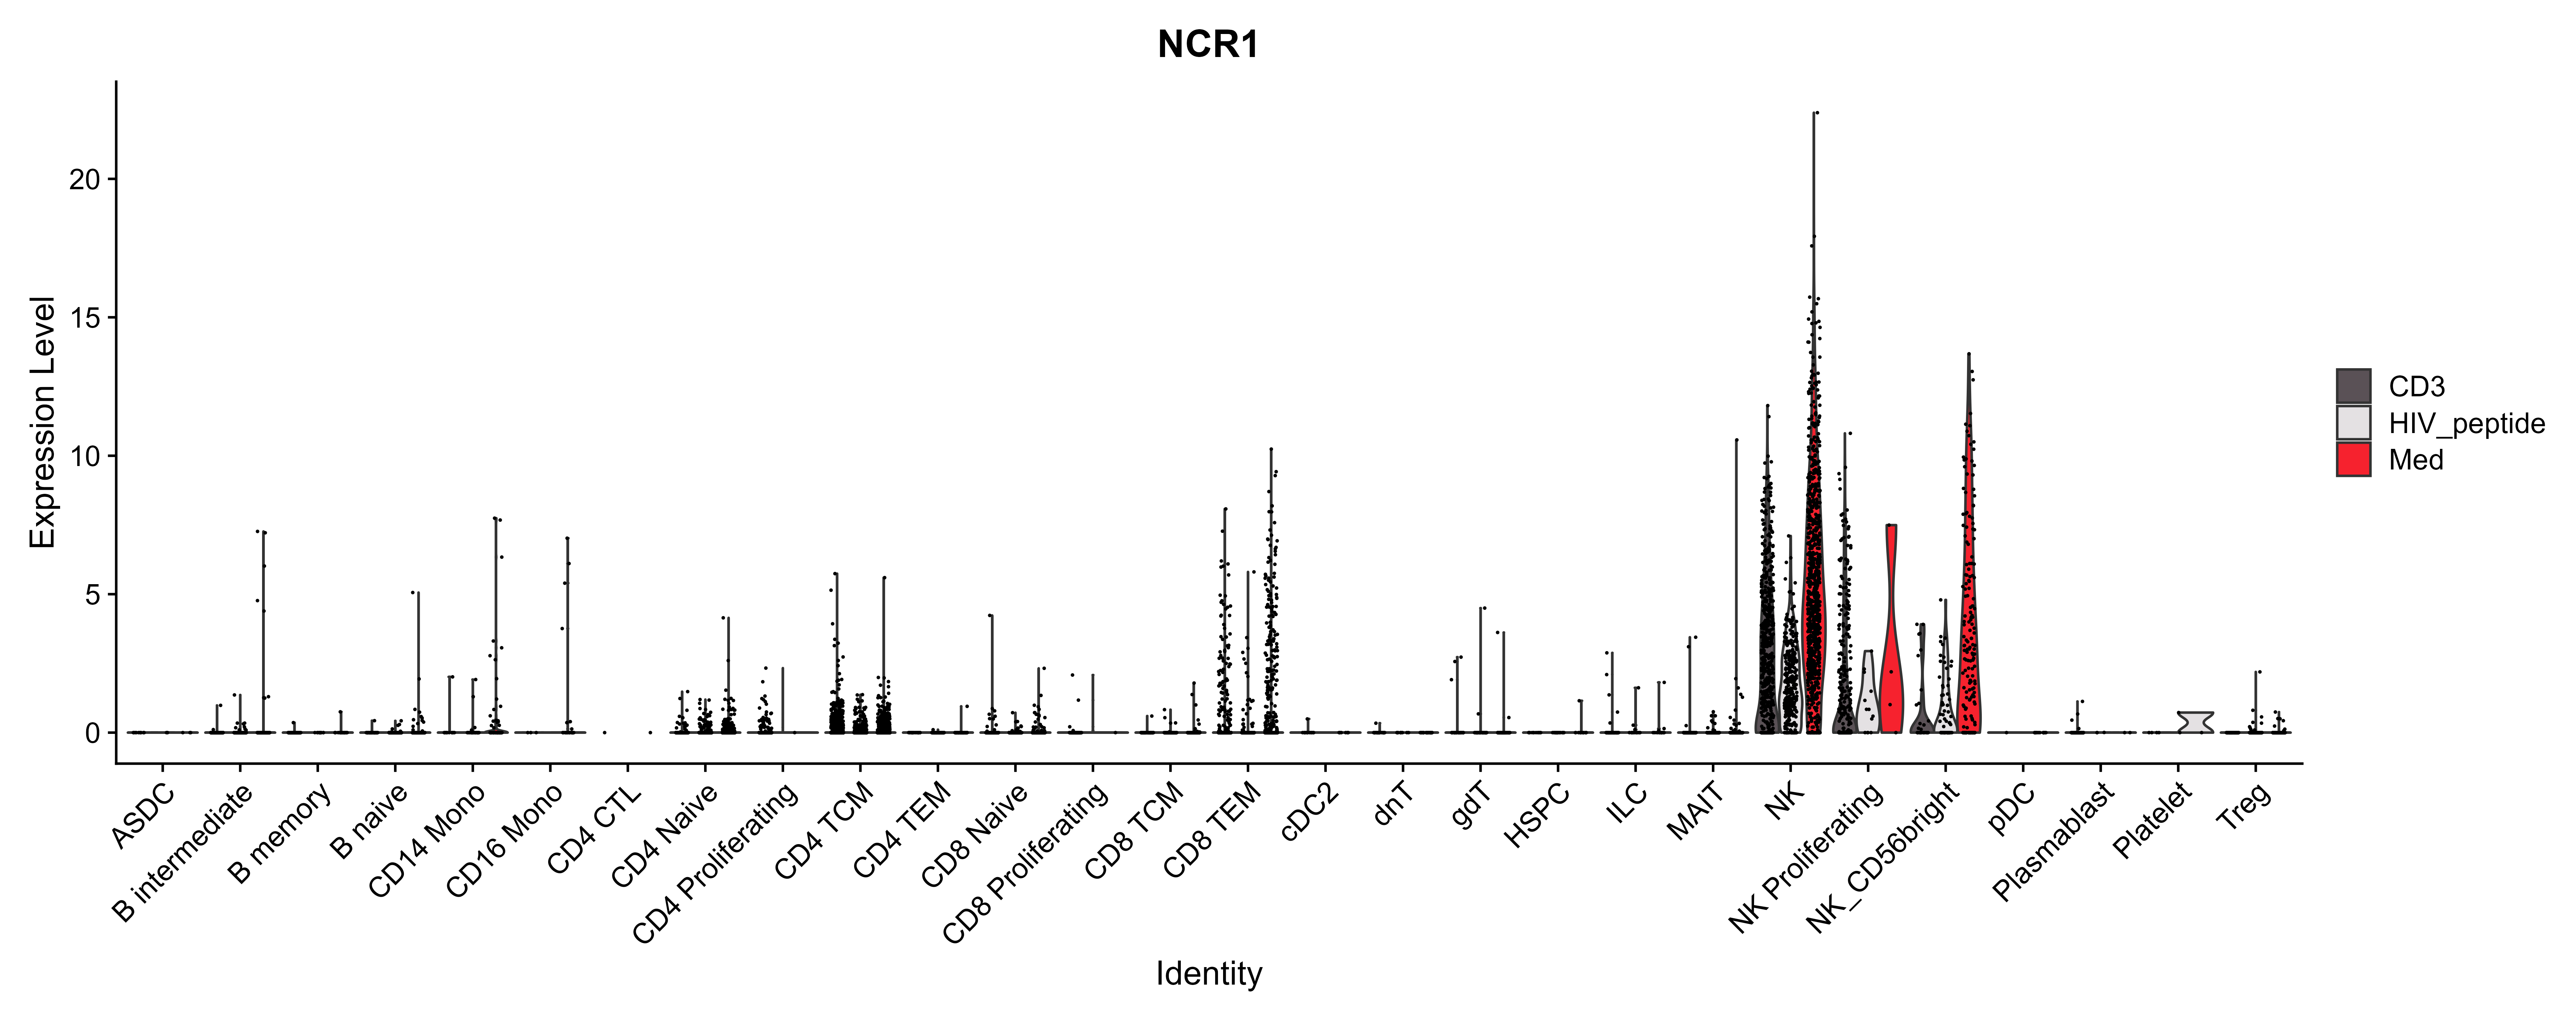 NCR1
Expression Level
20
15
10
5
0
ASDC
B intermediate
B memory
B naive
CD14 Mono
CD16 Mono
CD4 CTL
CD4 Naive
CD4 Proliferating
CD4 TCM
CD4 TEM
CD8 Naive
CD8 Proliferating
CD8 TCM
CD8 TEM
cDC2
dnT
gdT
HSPC
ILC
MAIT
NK
NK Proliferating
NK_CD56bright
pDC
Plasmablast
Platelet
Treg
Identity
CD3
HIV_peptide
Med